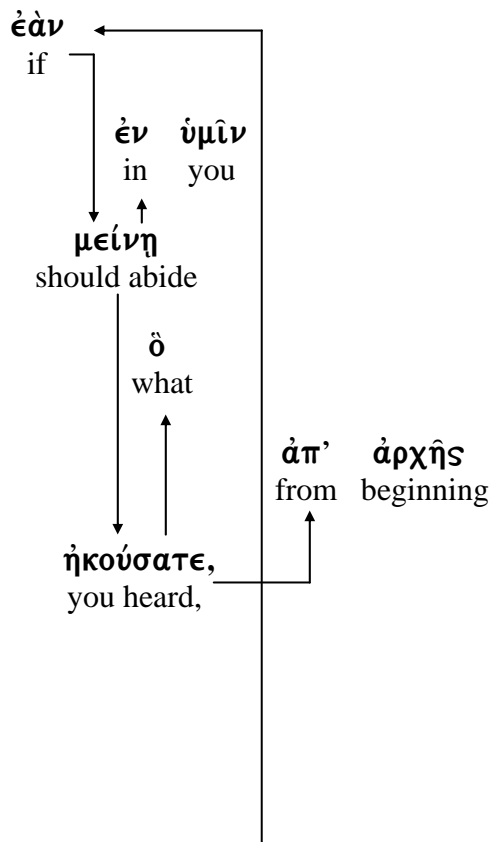 ἐὰν
if
ἐν ὑμῖν
in you
μείνῃ
should abide
ὃ
what
ἀπ’ ἀρχῆς
from beginning
ἠκούσατε,
you heard,